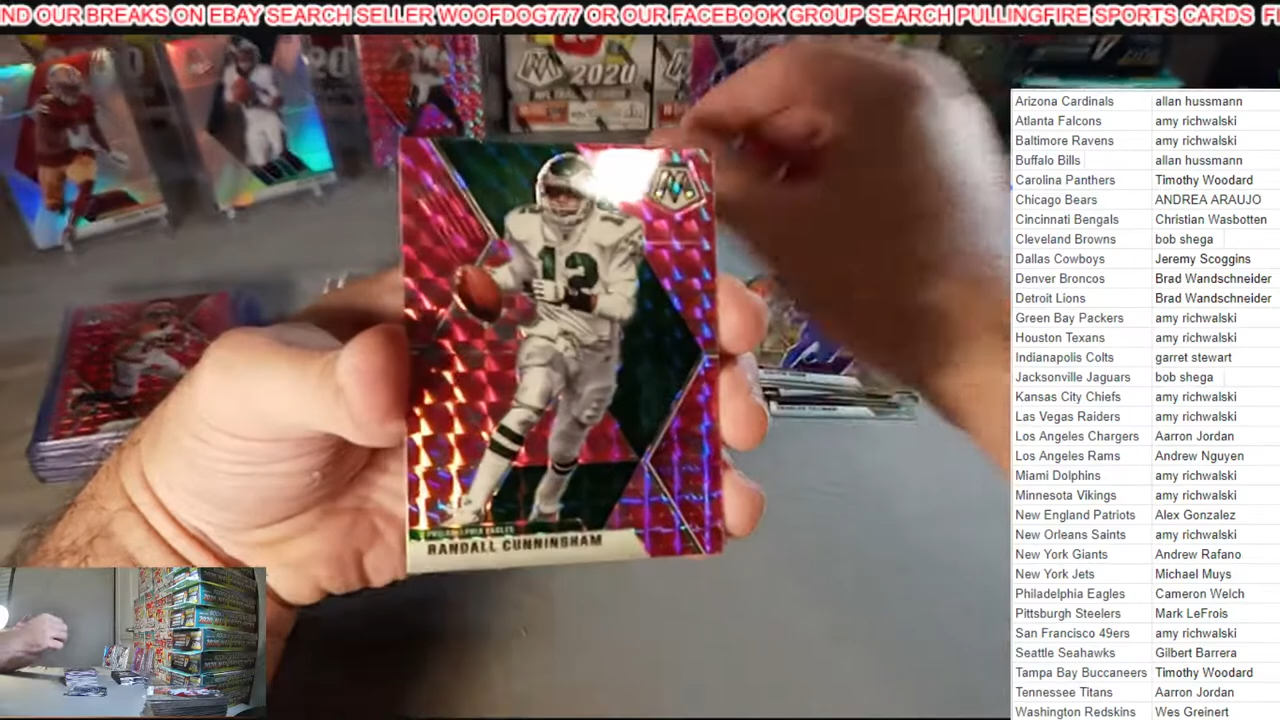 ND OUR BREAKS ON EBAY SEARCH SELLER WOOFDOG777 OR OUR FACEBOOK GROUP SEARCH PULLINGFIRE SPORTS CARDS FI
2020
12
PHILADELPHIA EAGLES
RANDALL CUNNINGHAM
Arizona Cardinals allan hussmann
Atlanta Falcons amy richwalski
Baltimore Ravens amy richwalski
Buffalo Bills allan hussmann
Carolina Panthers Timothy Woodard
Chicago Bears ANDREA ARAUJO
Cincinnati Bengals Christian Wasbotten
Cleveland Browns bob shega
Dallas Cowboys Jeremy Scoggins
Denver Broncos Brad Wandschneider
Detroit Lions Brad Wandschneider
Green Bay Packers amy richwalski
Houston Texans amy richwalski
Indianapolis Colts garret stewart
Jacksonville Jaguars bob shega
Kansas City Chiefs amy richwalski
Las Vegas Raiders amy richwalski
Los Angeles Chargers Aarron Jordan
Los Angeles Rams Andrew Nguyen
Miami Dolphins amy richwalski
Minnesota Vikings amy richwalski
New England Patriots Alex Gonzalez
New Orleans Saints amy richwalski
New York Giants Andrew Rafano
New York Jets Michael Muys
Philadelphia Eagles Cameron Welch
Pittsburgh Steelers Mark LeFrois
San Francisco 49ers amy richwalski
Seattle Seahawks Gilbert Barrera
Tampa Bay Buccaneers Timothy Woodard
Tennessee Titans Aarron Jordan
Washington Redskins Wes Greinert